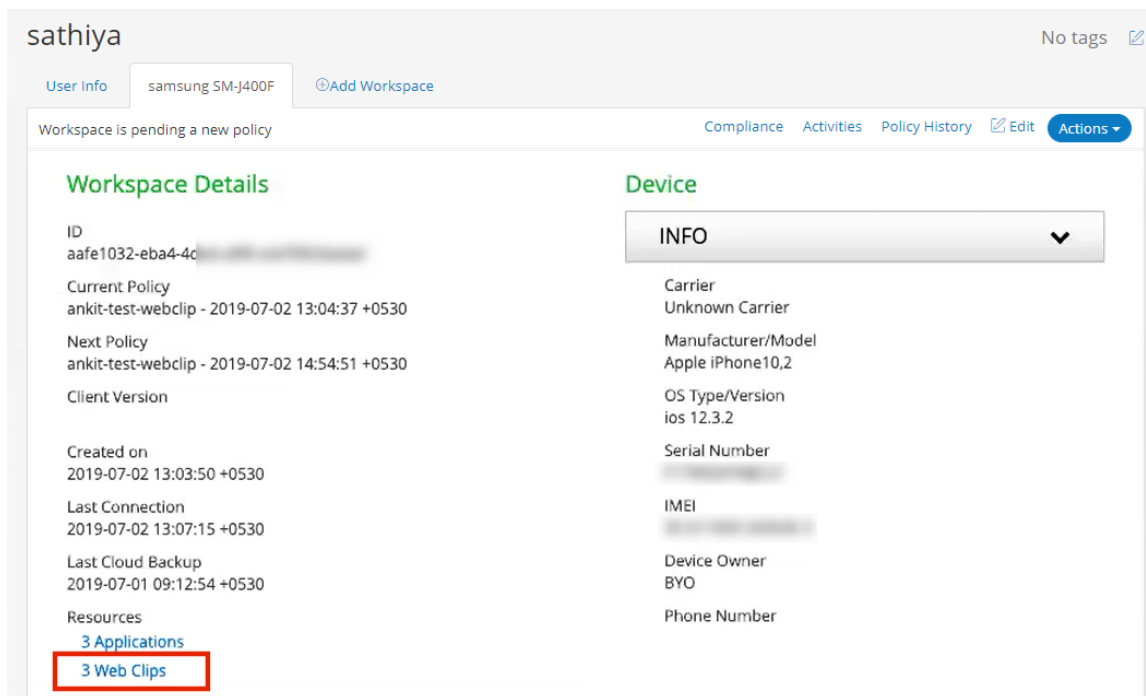 sathiya
No tags
User Info
samsung SM-J400F
Add Workspace
Workspace is pending a new policy
Compliance
Activities
Policy History
Edit
Actions
Workspace Details
ID
aafe1032-eba4-4c
Current Policy
ankit-test-webclip - 2019-07-02 13:04:37 +0530
Next Policy
ankit-test-webclip - 2019-07-02 14:54:51 +0530
Client Version
Created on
2019-07-02 13:03:50 +0530
Last Connection
2019-07-02 13:07:15 +0530
Last Cloud Backup
2019-07-01 09:12:54 +0530
Resources
3 Applications
3 Web Clips
Device
INFO
Carrier
Unknown Carrier
Manufacturer/Model
Apple iPhone10,2
OS Type/Version
ios 12.3.2
Serial Number
IMEI
Device Owner
BYO
Phone Number